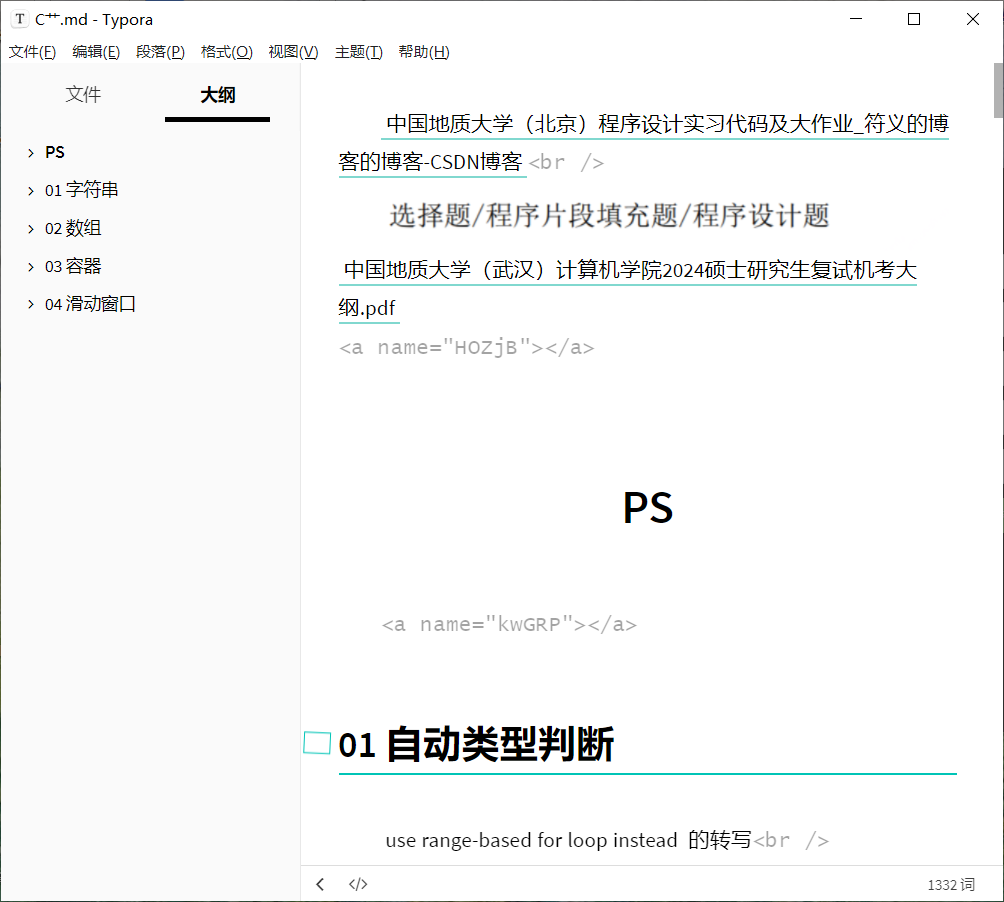 T C艹.md - Typora
文件(F) 编辑(E) 段落(P) 格式(O) 视图(V) 主题(T) 帮助(H)
文件 大纲
PS
01 字符串
02 数组
03 容器
04 滑动窗口
中国地质大学（北京）程序设计实习代码及大作业_符义的博
客的博客-CSDN博客 <br />
选择题/程序片段填充题/程序设计题
中国地质大学（武汉）计算机学院2024硕士研究生复试机考大
纲.pdf
<a name="HOZjB"></a>
PS
<a name="kwGRP"></a>
01 自动类型判断
use range-based for loop instead 的转写<br />
</> 1332 词